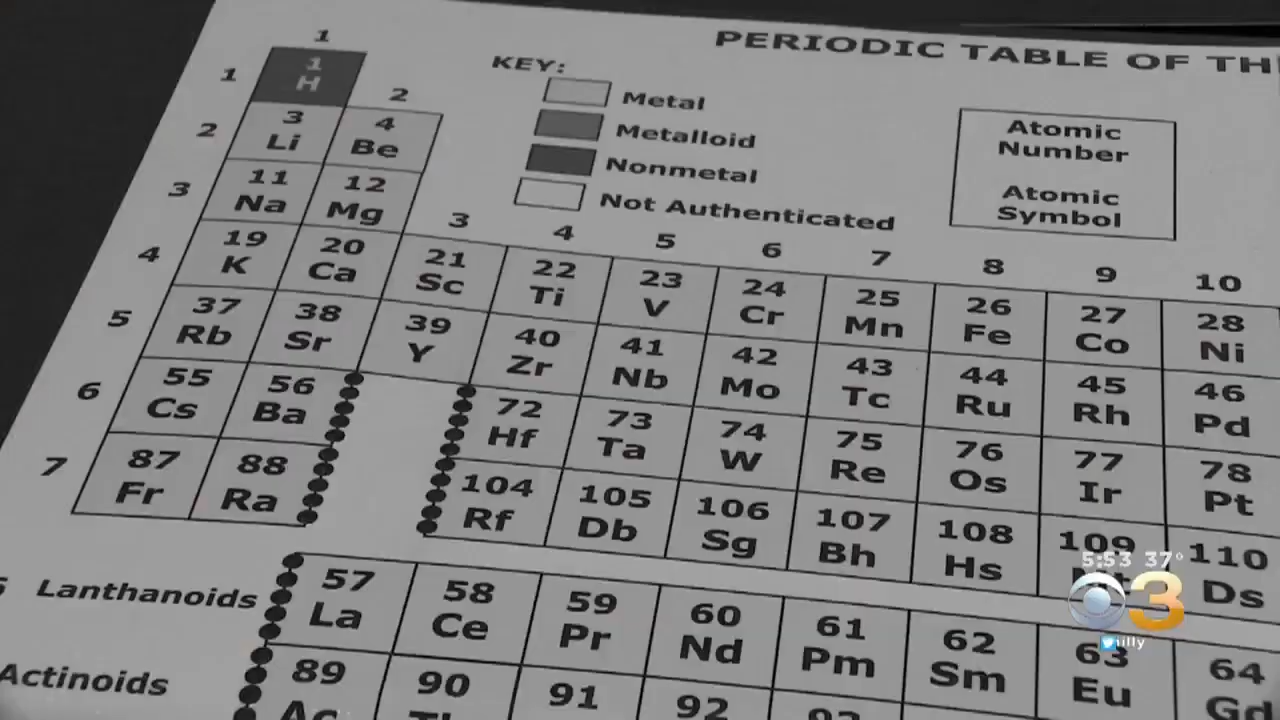 PERIODIC TABLE OF TH
KEY:
Metal
Metalloid
Nonmetal
Not Authenticated
Atomic
Number
Atomic
Symbol
1 2 3 4 5 6 7 8 9 10
1
1
H
2
3 4
Li Be
3
11 12
Na Mg
4
19 20 21 22 23 24 25 26 27 28
K Ca Sc Ti V Cr Mn Fe Co Ni
5
37 38 39 40 41 42 43 44 45 46
Rb Sr Y Zr Nb Mo Tc Ru Rh Pd
6
55 56 72 73 74 75 76 77 78
Cs Ba Hf Ta W Re Os Ir Pt
7
87 88 104 105 106 107 108 109 110
Fr Ra Rf Db Sg Bh Hs Ds
Lanthanoids
57 58 59 60 61 62 63 64
La Ce Pr Nd Pm Sm Eu Gd
Actinoids
89 90 91 92
Ac
5:53 37°
3